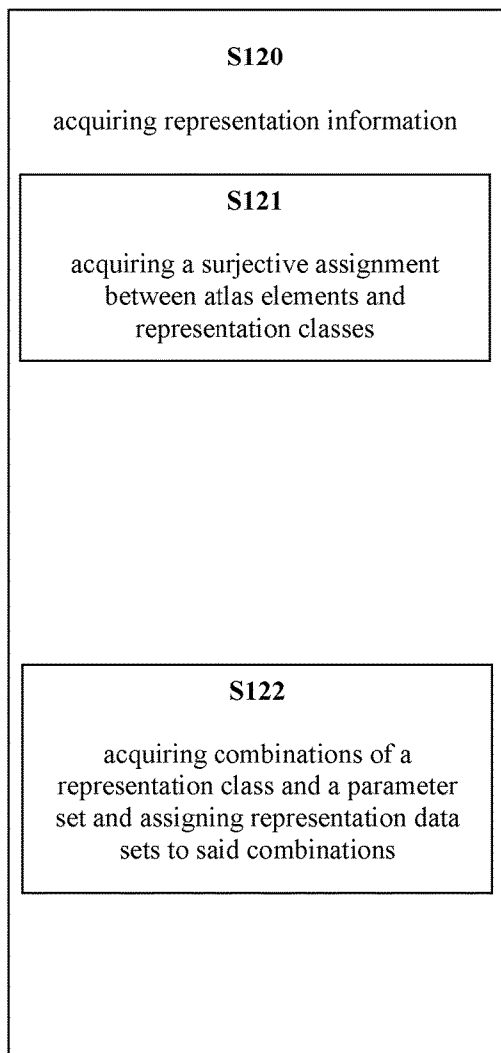 S120
acquiring representation information
S121
acquiring a surjective assignment
between atlas elements and
representation classes
S122
acquiring combinations of a
representation class and a parameter
set and assigning representation data
sets to said combinations